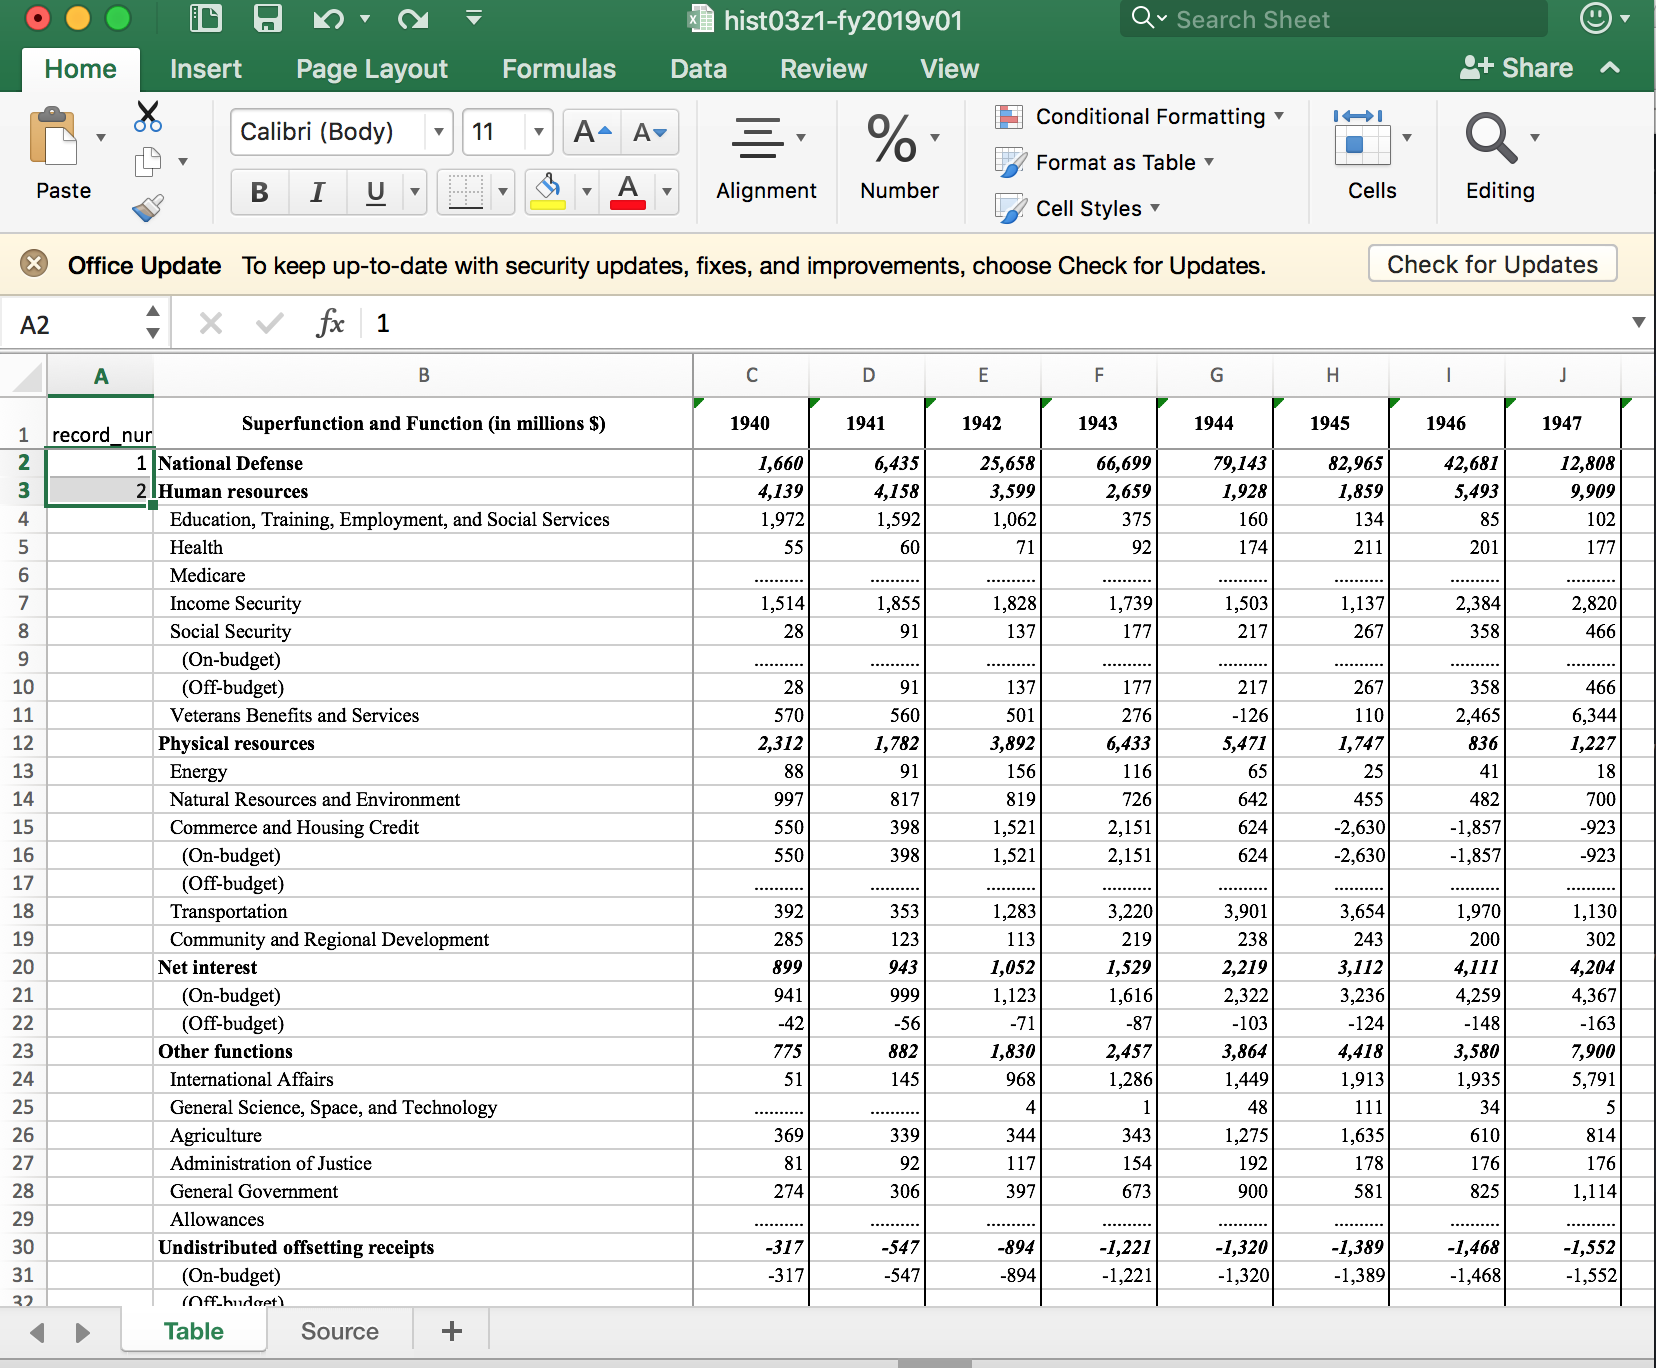 hist03z1-fy2019v01
Search Sheet
Home Insert Page Layout Formulas Data Review View Share
Paste
Calibri (Body) 11 A A
B I U A
Alignment
%
Number
Conditional Formatting
Format as Table
Cell Styles
Cells
Editing
Office Update To keep up-to-date with security updates, fixes, and improvements, choose Check for Updates. Check for Updates
A2 fx 1
A B C D E F G H I J
1 record_nur Superfunction and Function (in millions $) 1940 1941 1942 1943 1944 1945 1946 1947
2 1 National Defense 1,660 6,435 25,658 66,699 79,143 82,965 42,681 12,808
3 2 Human resources 4,139 4,158 3,599 2,659 1,928 1,859 5,493 9,909
4 Education, Training, Employment, and Social Services 1,972 1,592 1,062 375 160 134 85 102
5 Health 55 60 71 92 174 211 201 177
6 Medicare .......... .......... .......... .......... .......... .......... .......... ..........
7 Income Security 1,514 1,855 1,828 1,739 1,503 1,137 2,384 2,820
8 Social Security 28 91 137 177 217 267 358 466
9 (On-budget) .......... .......... .......... .......... .......... .......... .......... ..........
10 (Off-budget) 28 91 137 177 217 267 358 466
11 Veterans Benefits and Services 570 560 501 276 -126 110 2,465 6,344
12 Physical resources 2,312 1,782 3,892 6,433 5,471 1,747 836 1,227
13 Energy 88 91 156 116 65 25 41 18
14 Natural Resources and Environment 997 817 819 726 642 455 482 700
15 Commerce and Housing Credit 550 398 1,521 2,151 624 -2,630 -1,857 -923
16 (On-budget) 550 398 1,521 2,151 624 -2,630 -1,857 -923
17 (Off-budget) .......... .......... .......... .......... .......... .......... .......... ..........
18 Transportation 392 353 1,283 3,220 3,901 3,654 1,970 1,130
19 Community and Regional Development 285 123 113 219 238 243 200 302
20 Net interest 899 943 1,052 1,529 2,219 3,112 4,111 4,204
21 (On-budget) 941 999 1,123 1,616 2,322 3,236 4,259 4,367
22 (Off-budget) -42 -56 -71 -87 -103 -124 -148 -163
23 Other functions 775 882 1,830 2,457 3,864 4,418 3,580 7,900
24 International Affairs 51 145 968 1,286 1,449 1,913 1,935 5,791
25 General Science, Space, and Technology .......... .......... 4 1 48 111 34 5
26 Agriculture 369 339 344 343 1,275 1,635 610 814
27 Administration of Justice 81 92 117 154 192 178 176 176
28 General Government 274 306 397 673 900 581 825 1,114
29 Allowances .......... .......... .......... .......... .......... .......... .......... ..........
30 Undistributed offsetting receipts -317 -547 -894 -1,221 -1,320 -1,389 -1,468 -1,552
31 (On-budget) -317 -547 -894 -1,221 -1,320 -1,389 -1,468 -1,552
32 (Off-budget)
Table Source +